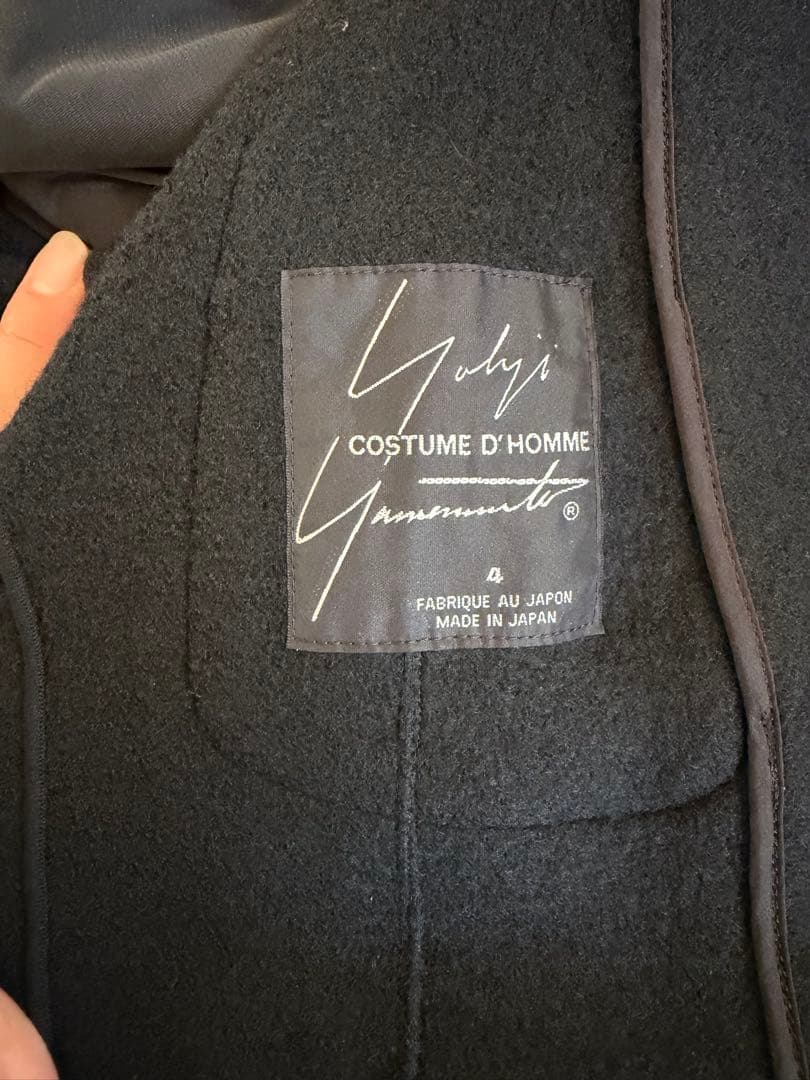 Yohji
COSTUME D'HOMME
Yamamoto ®
4
FABRIQUE AU JAPON
MADE IN JAPAN